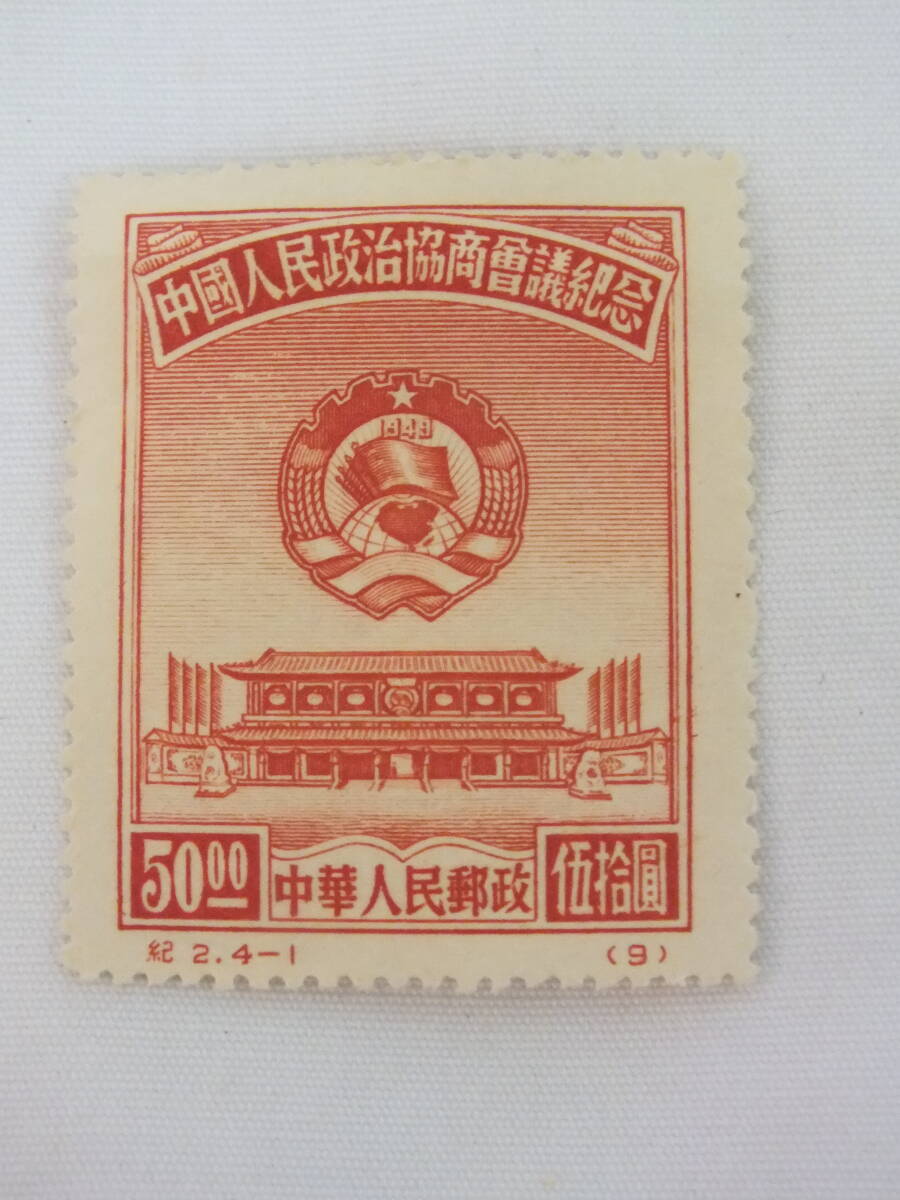 中國人民政治協商會議紀念
1949
50.00 中華人民郵政 伍拾圓
紀 2.4-1 (9)